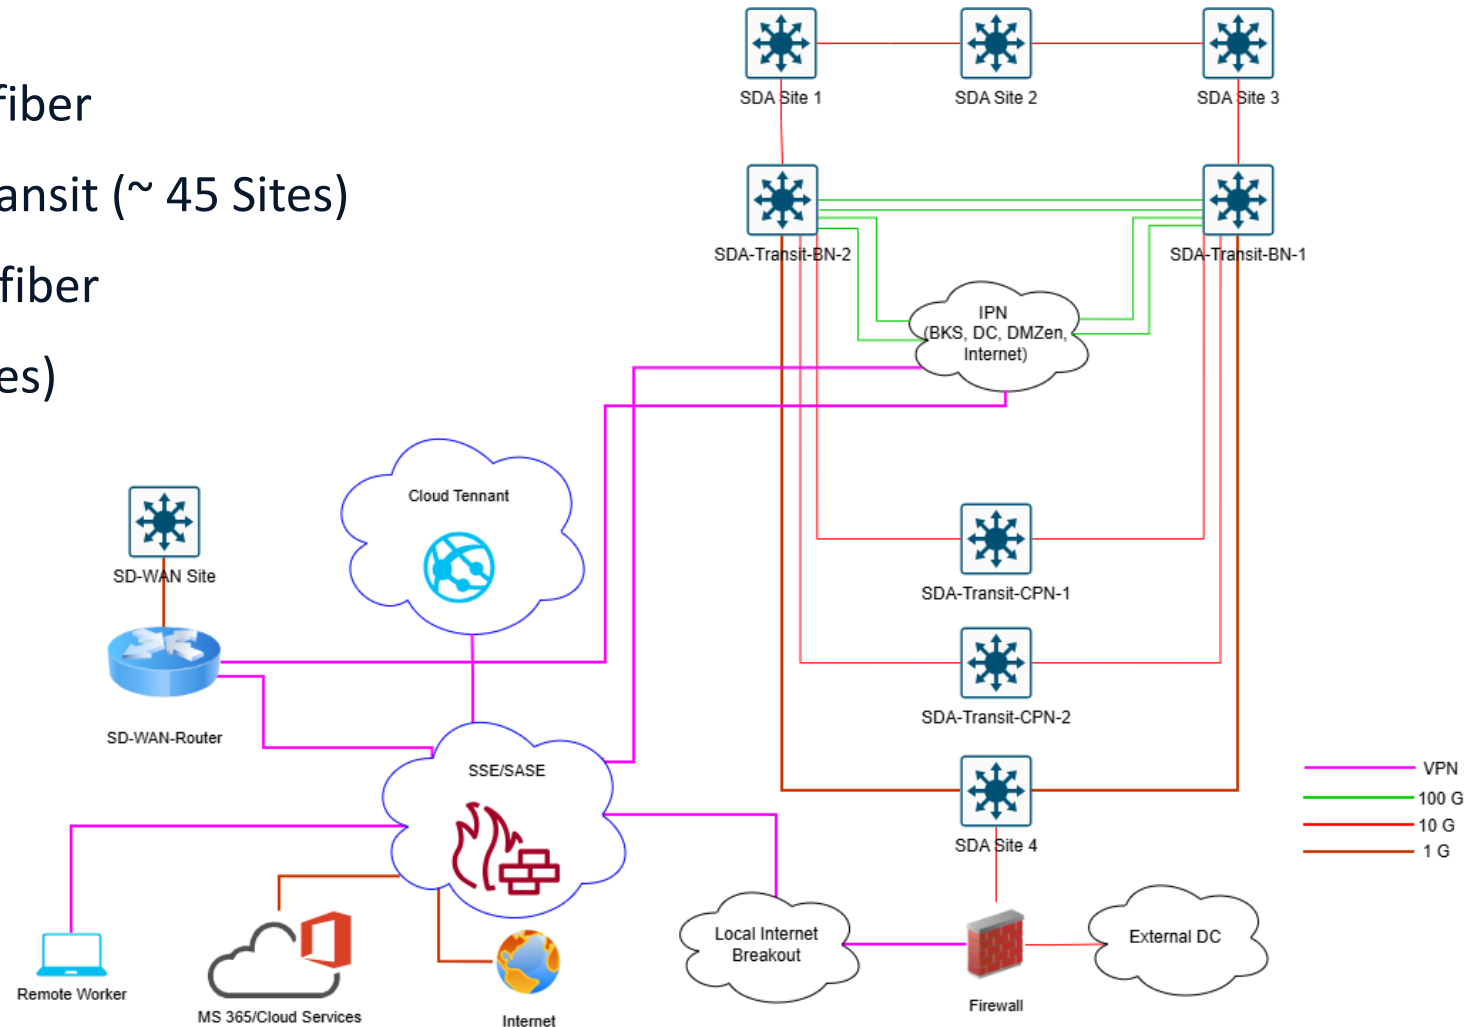 fiber
ansit (~ 45 Sites)
fiber
es)
SDA Site 1
SDA Site 2
SDA Site 3
SDA-Transit-BN-2
SDA-Transit-BN-1
IPN
(BKS, DC, DMZen,
Internet)
Cloud Tennant
SD-WAN Site
SDA-Transit-CPN-1
SDA-Transit-CPN-2
SD-WAN-Router
SSE/SASE
VPN
100 G
10 G
1 G
SDA Site 4
Local Internet
Breakout
External DC
Remote Worker
MS 365/Cloud Services
Internet
Firewall